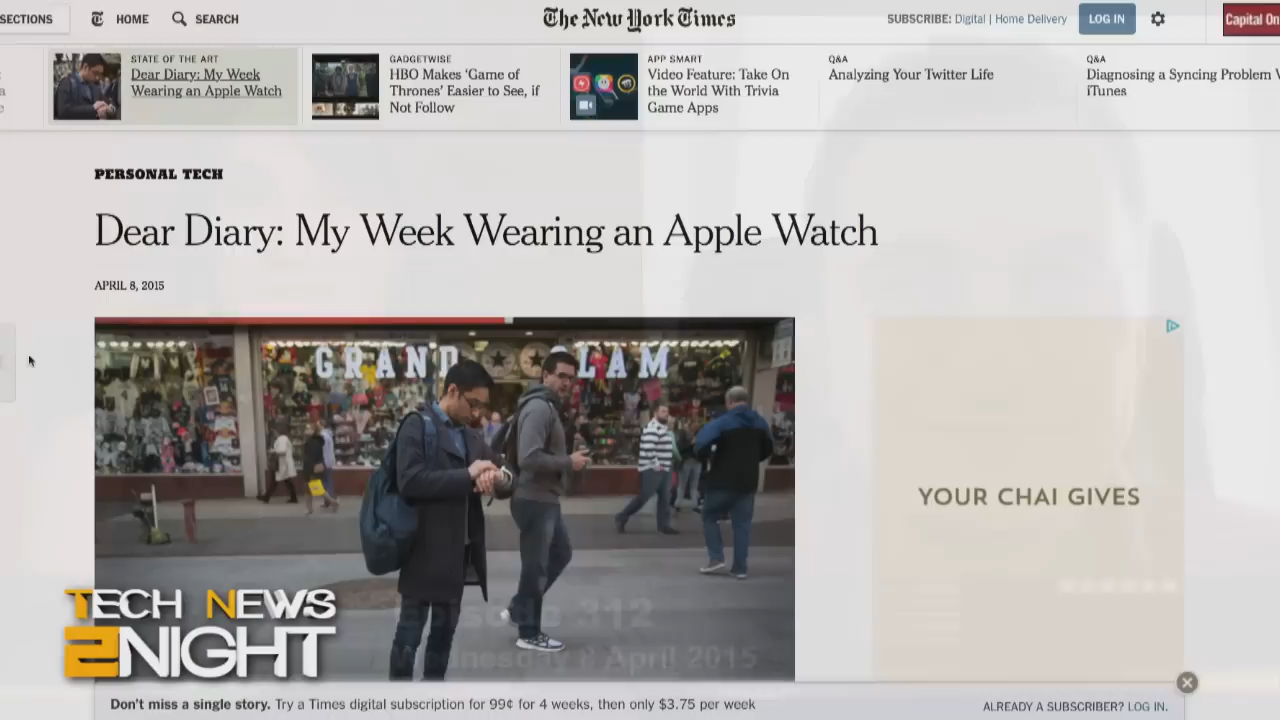 SECTIONS
HOME
SEARCH
The New York Times
SUBSCRIBE: Digital | Home Delivery
LOG IN
Capital On
STATE OF THE ART
Dear Diary: My Week
Wearing an Apple Watch
GADGETWISE
HBO Makes ‘Game of
Thrones’ Easier to See, if
Not Follow
APP SMART
Video Feature: Take On
the World With Trivia
Game Apps
Q&A
Analyzing Your Twitter Life
Q&A
Diagnosing a Syncing Problem W
iTunes
PERSONAL TECH
Dear Diary: My Week Wearing an Apple Watch
APRIL 8, 2015
GRAND SLAM
YOUR CHAI GIVES
Episode 312
Wednesday 8 April 2015
TECH NEWS
2NIGHT
Don't miss a single story. Try a Times digital subscription for 99¢ for 4 weeks, then only $3.75 per week
ALREADY A SUBSCRIBER? LOG IN.